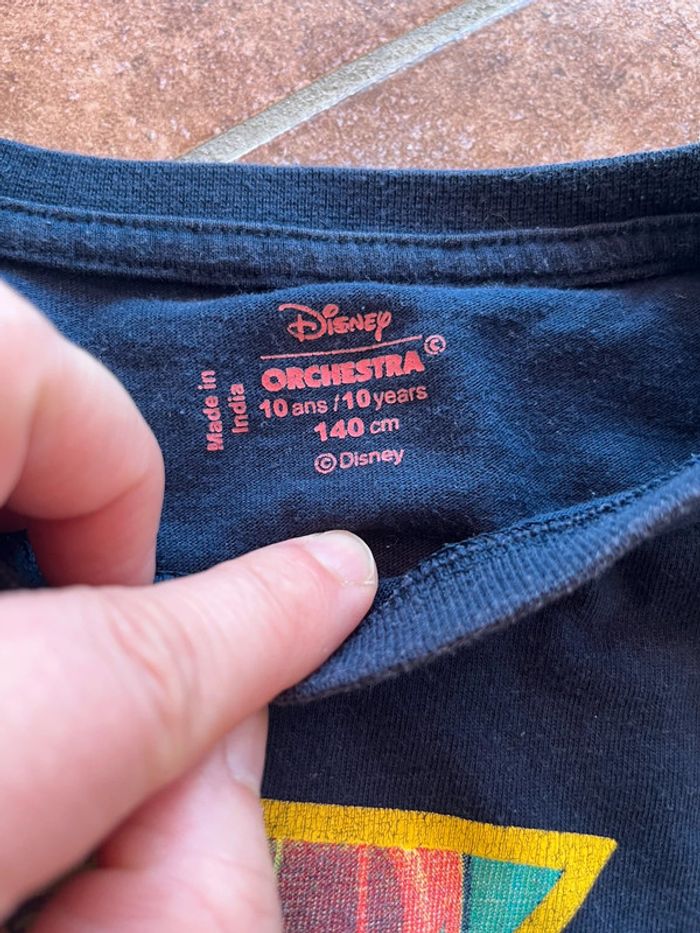 Disney
ORCHESTRA©
10 ans / 10 years
140 cm
©Disney
Made in
India